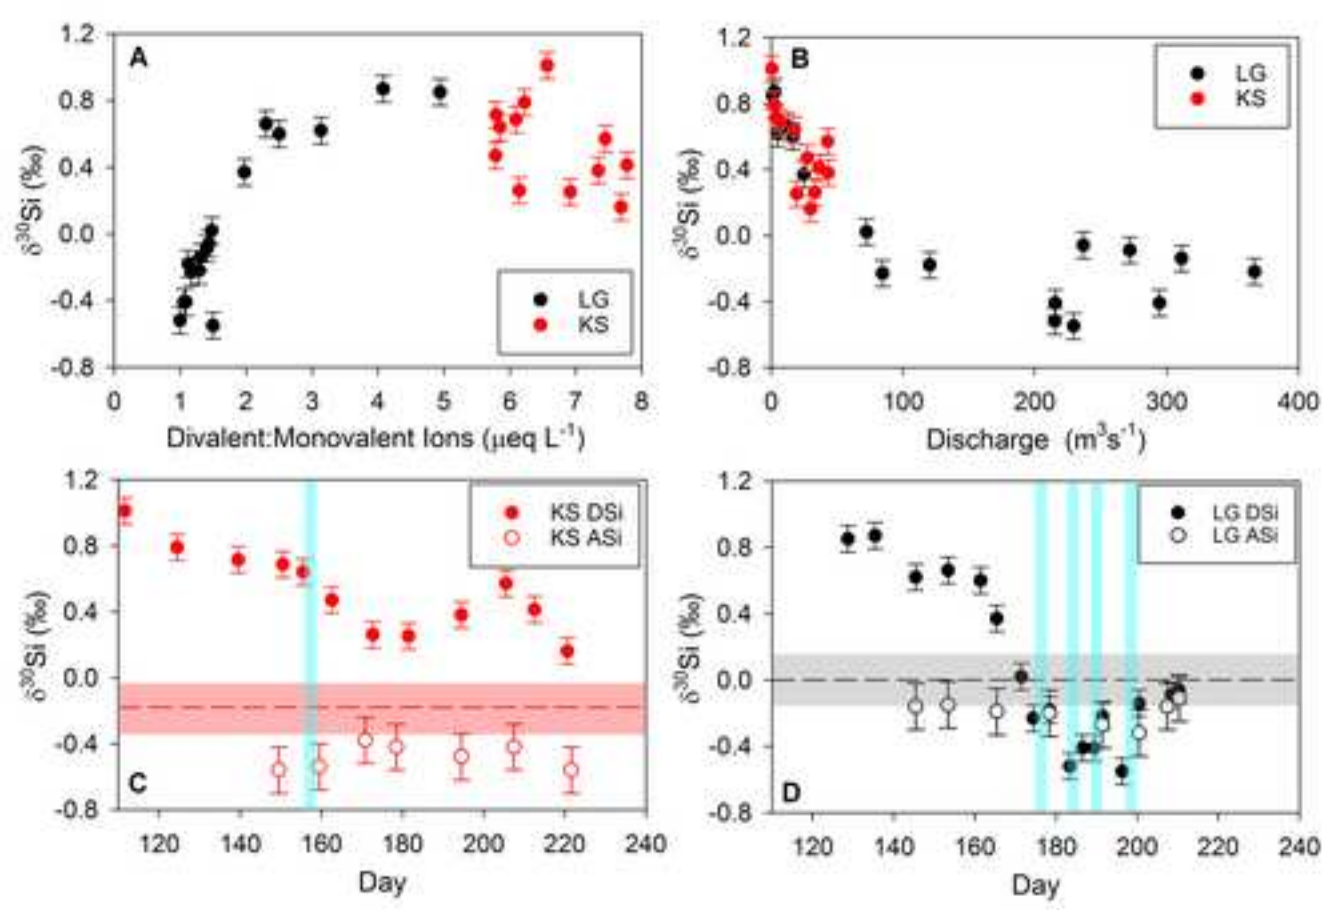 A
1.2
0.8
0.4
0.0
-0.4
-0.8
δ³⁰Si (‰)
LG
KS
0 1 2 3 4 5 6 7 8
Divalent:Monovalent Ions (μeq L⁻¹)
B
1.2
0.8
0.4
0.0
-0.4
-0.8
δ³⁰Si (‰)
LG
KS
0 100 200 300 400
Discharge (m³s⁻¹)
1.2
0.8
0.4
0.0
-0.4
-0.8
δ³⁰Si (‰)
KS DSi
KS ASi
C
120 140 160 180 200 220 240
Day
1.2
0.8
0.4
0.0
-0.4
-0.8
δ³⁰Si (‰)
LG DSi
LG ASi
D
120 140 160 180 200 220 240
Day